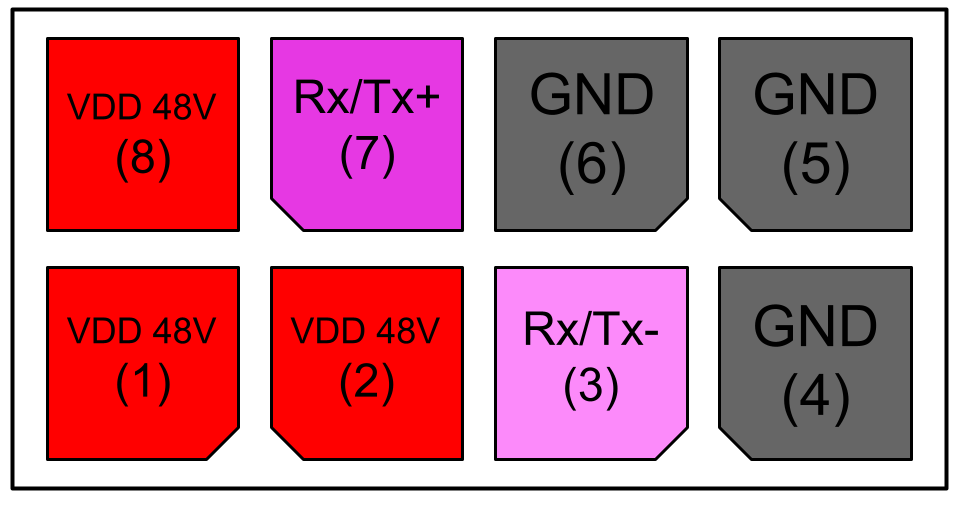 VDD 48V
(8)
Rx/Tx+
(7)
GND
(6)
GND
(5)
VDD 48V
(1)
VDD 48V
(2)
Rx/Tx-
(3)
GND
(4)